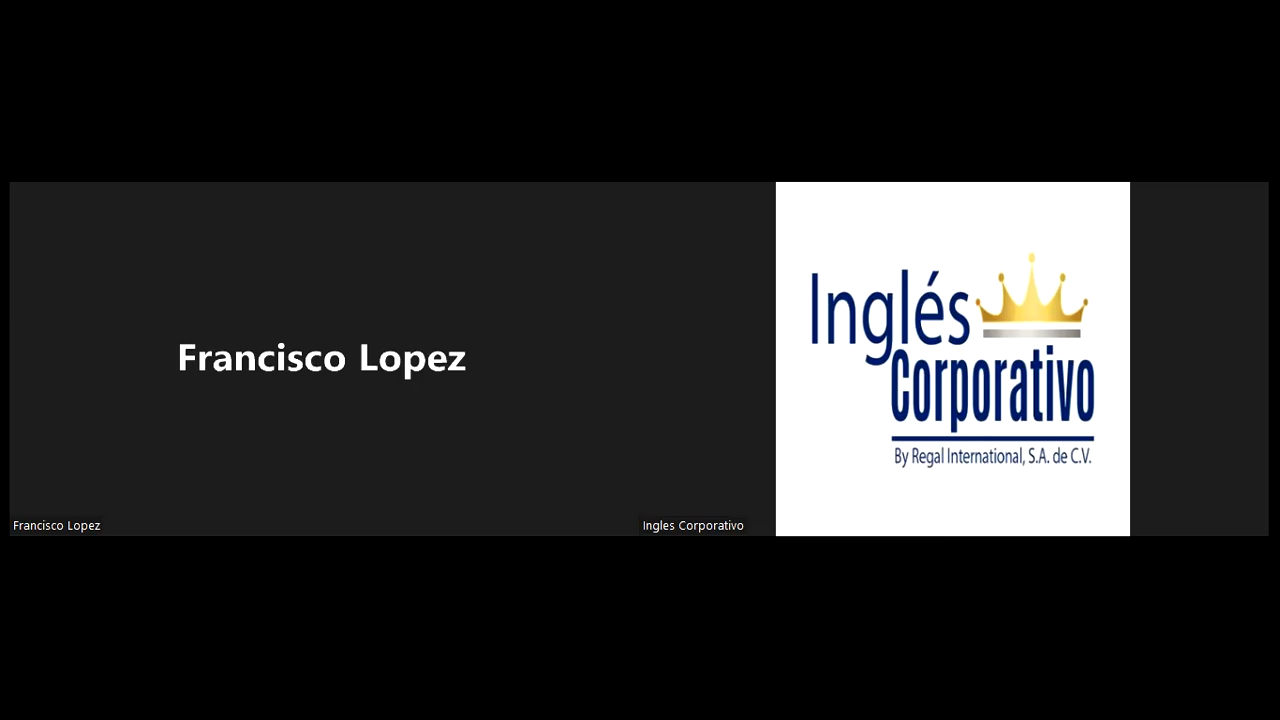 Francisco Lopez
Francisco Lopez
Inglés
Corporativo
By Regal International, S.A. de C.V.
Ingles Corporativo